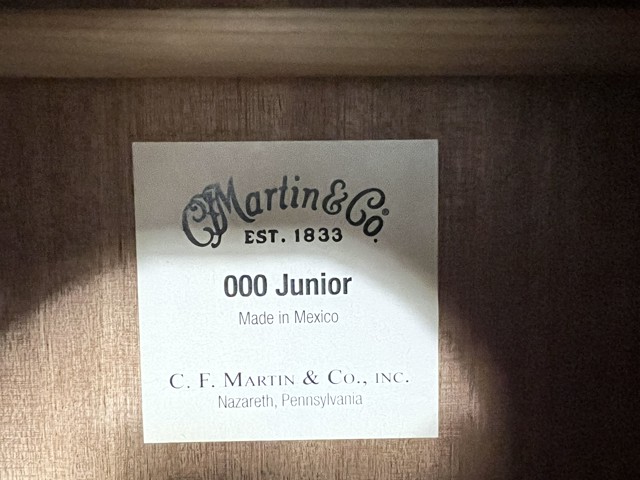 CFMartin & Co.®
EST. 1833
000 Junior
Made in Mexico
C. F. MARTIN & CO., INC.
Nazareth, Pennsylvania